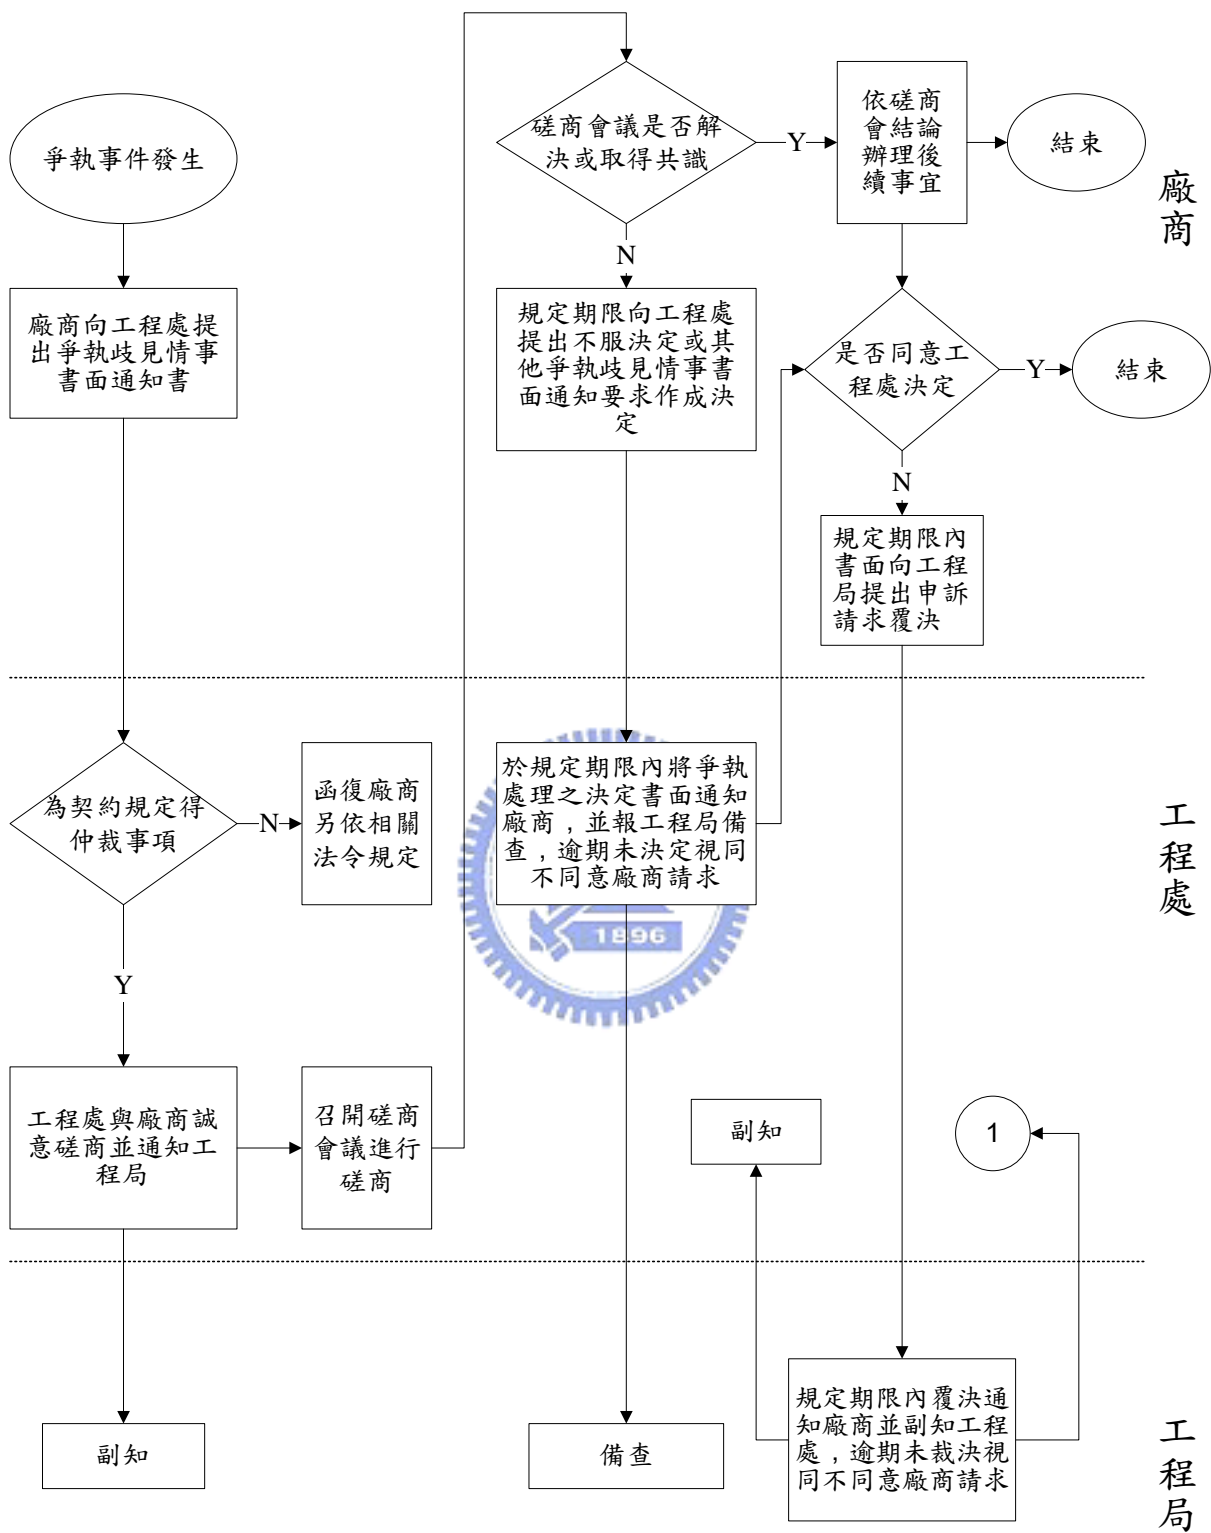 爭執事件發生
廠商向工程處提
出爭執歧見情事
書面通知書
磋商會議是否解
決或取得共識
Y
依磋商
會結論
辦理後
續事宜
結束
N
規定期限向工程處
提出不服決定或其
他爭執歧見情事書
面通知要求作成決
定
是否同意工
程處決定
Y
結束
N
規定期限內
書面向工程
局提出申訴
請求覆決
廠
商
為契約規定得
仲裁事項
N
函復廠商
另依相關
法令規定
Y
於規定期限內將爭執
處理之決定書面通知
廠商，並報工程局備
查，逾期未決定視同
不同意廠商請求
1896
工
程
處
工程處與廠商誠
意磋商並通知工
程局
召開磋商
會議進行
磋商
副知
1
副知
備查
規定期限內覆決通
知廠商並副知工程
處，逾期未裁決視
同不同意廠商請求
工
程
局